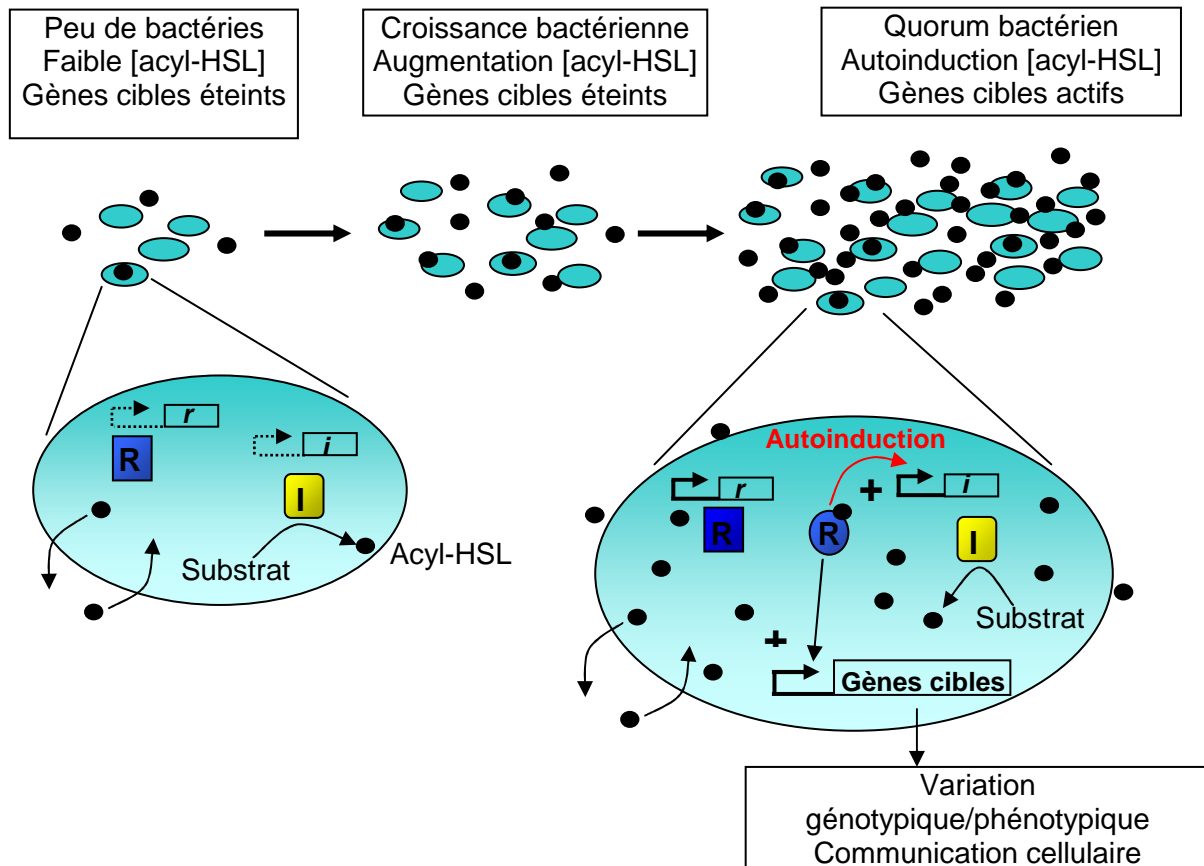 Peu de bactéries
Faible [acyl-HSL]
Gènes cibles éteints
Croissance bactérienne
Augmentation [acyl-HSL]
Gènes cibles éteints
Quorum bactérien
Autoinduction [acyl-HSL]
Gènes cibles actifs
r
R
i
I
Substrat
Acyl-HSL
Autoinduction
r
+
i
R
R
I
Substrat
+
Gènes cibles
Variation
génotypique/phénotypique
Communication cellulaire